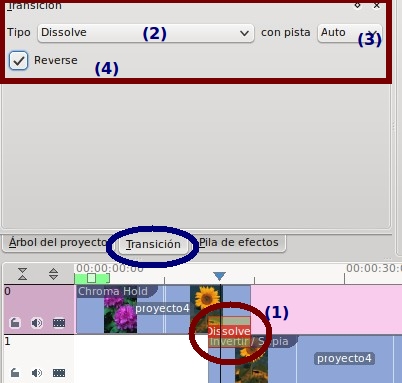 Transición
Tipo Dissolve (2) con pista Auto (3)
Reverse (4)
Árbol del proyecto Transición Pila de efectos
00:00:00:00 00:00:30:0
0 Chroma Hold
proyecto4 (1)
Dissolve
1 Invertir / Sepia
proyecto4